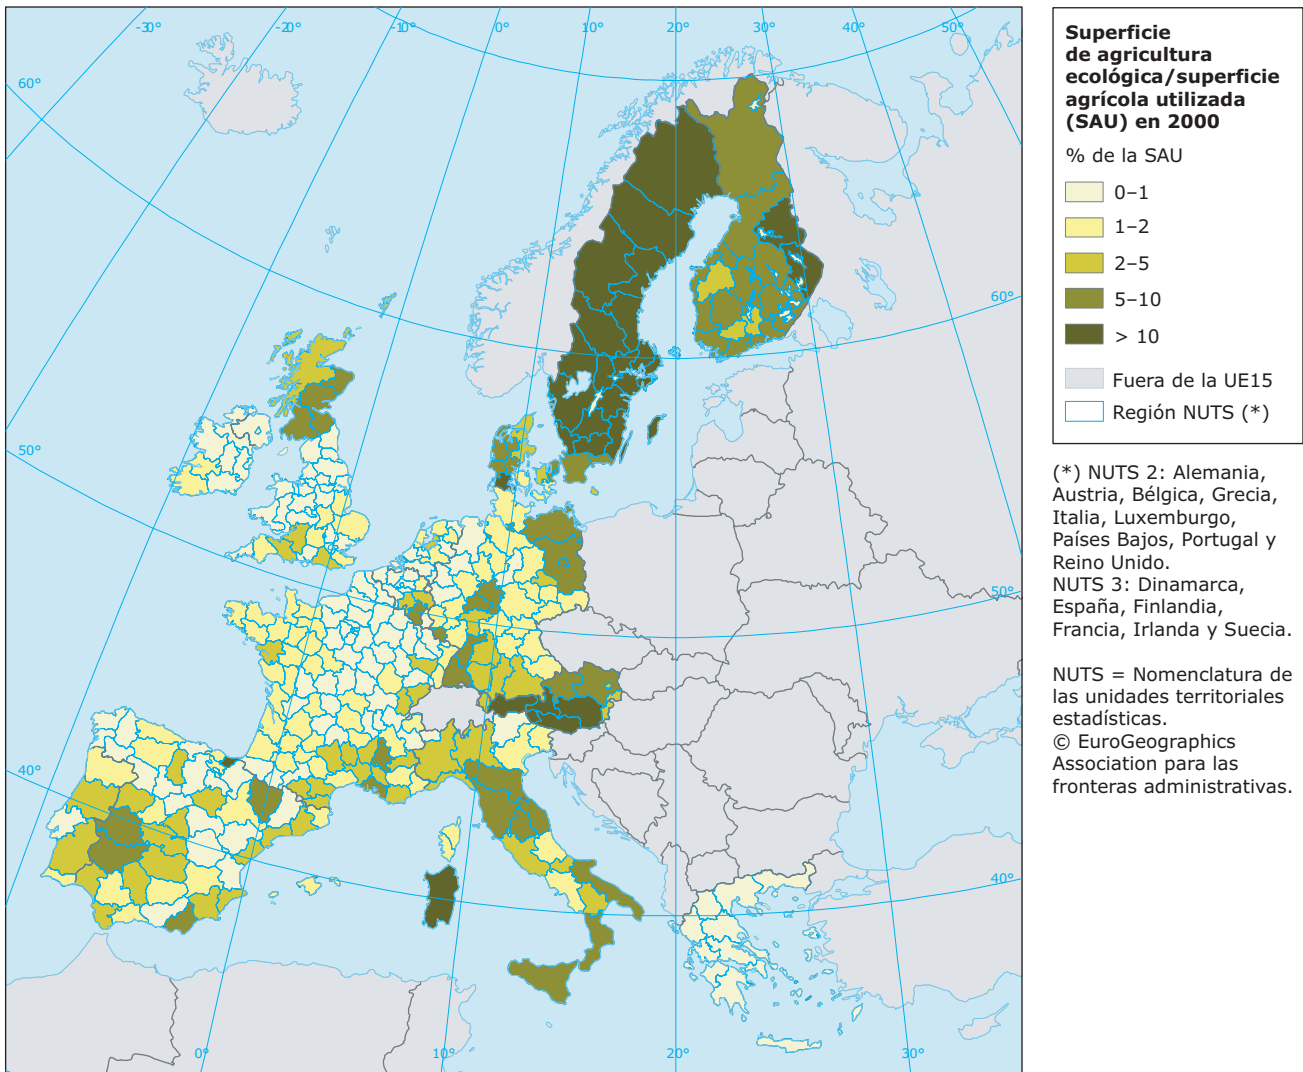 -30°
-20°
-10°
0°
10°
20°
30°
40°
50°
60°
60°
50°
50°
40°
40°
0°
10°
20°
30°
Superficie
de agricultura
ecológica/superficie
agrícola utilizada
(SAU) en 2000
% de la SAU
0–1
1–2
2–5
5–10
> 10
Fuera de la UE15
Región NUTS (*)
(*) NUTS 2: Alemania,
Austria, Bélgica, Grecia,
Italia, Luxemburgo,
Países Bajos, Portugal y
Reino Unido.
NUTS 3: Dinamarca,
España, Finlandia,
Francia, Irlanda y Suecia.
NUTS = Nomenclatura de
las unidades territoriales
estadísticas.
© EuroGeographics
Association para las
fronteras administrativas.